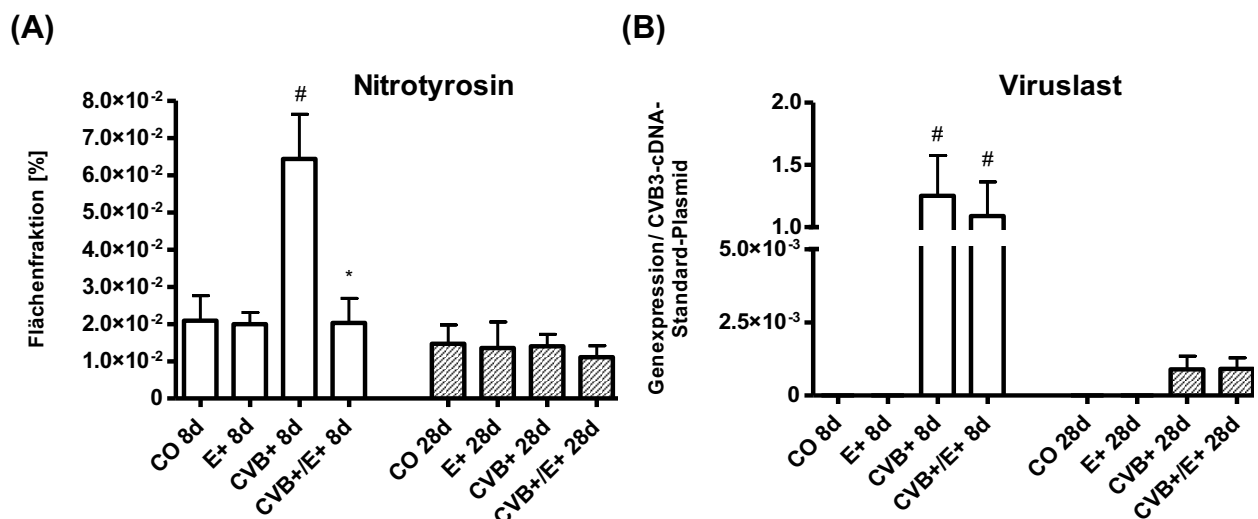 (A)
Nitrotyrosin
Flächenfraktion [%]
8.0×10⁻²
7.0×10⁻²
6.0×10⁻²
5.0×10⁻²
4.0×10⁻²
3.0×10⁻²
2.0×10⁻²
1.0×10⁻²
0
#
*
CO 8d
E+ 8d
CVB+ 8d
CVB+/E+ 8d
CO 28d
E+ 28d
CVB+ 28d
CVB+/E+ 28d
(B)
Viruslast
Genexpression/ CVB3-cDNA-
Standard-Plasmid
2.0
1.5
1.0
5.0×10⁻³
2.5×10⁻³
0
#
#
CO 8d
E+ 8d
CVB+ 8d
CVB+/E+ 8d
CO 28d
E+ 28d
CVB+ 28d
CVB+/E+ 28d